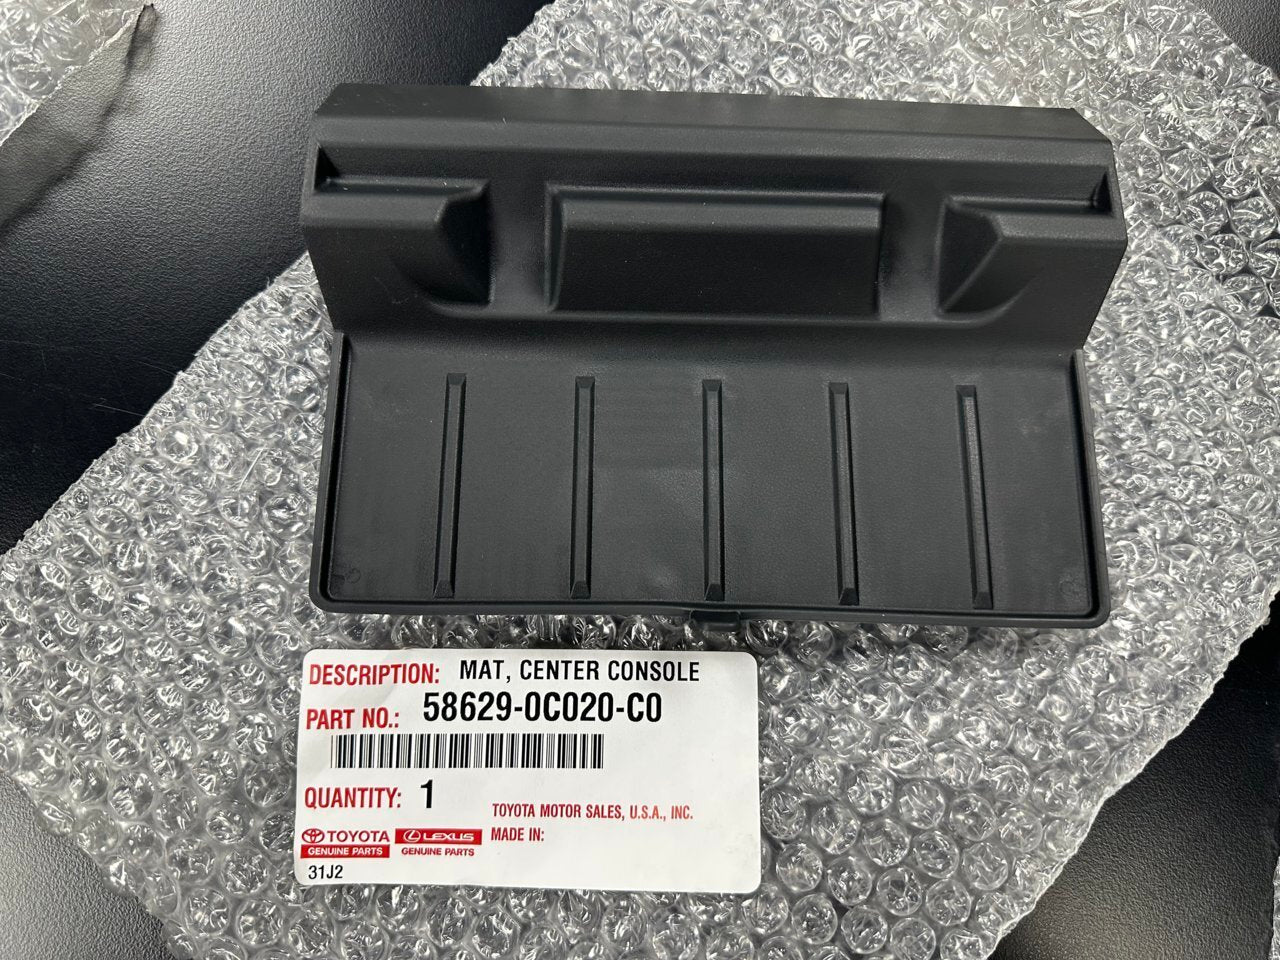 DESCRIPTION: MAT, CENTER CONSOLE
PART NO.: 58629-0C020-C0
QUANTITY: 1
TOYOTA MOTOR SALES, U.S.A., INC.
MADE IN:
TOYOTA LEXUS
GENUINE PARTS GENUINE PARTS
31J2